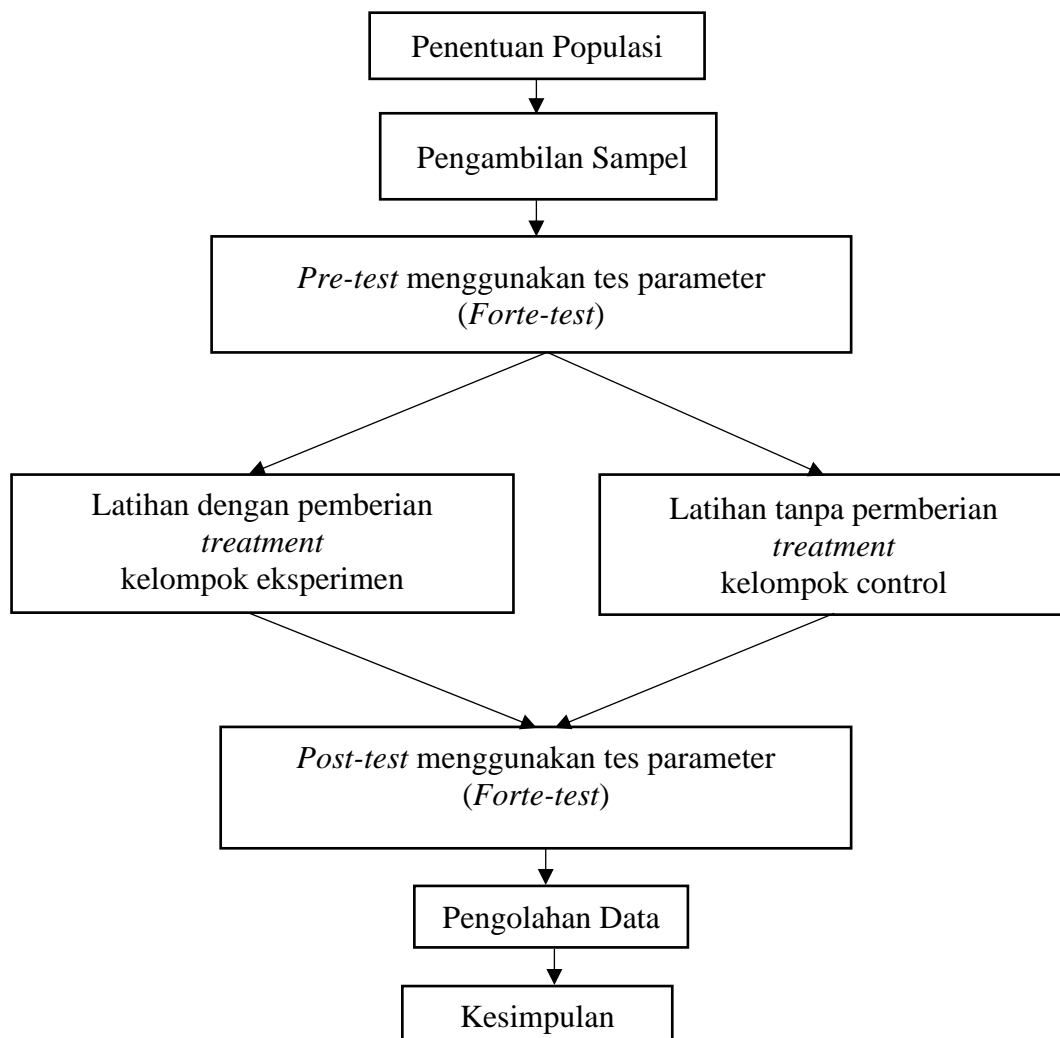 Penentuan Populasi
Pengambilan Sampel
Pre-test menggunakan tes parameter
(Forte-test)
Latihan dengan pemberian
treatment
kelompok eksperimen
Latihan tanpa permberian
treatment
kelompok control
Post-test menggunakan tes parameter
(Forte-test)
Pengolahan Data
Kesimpulan